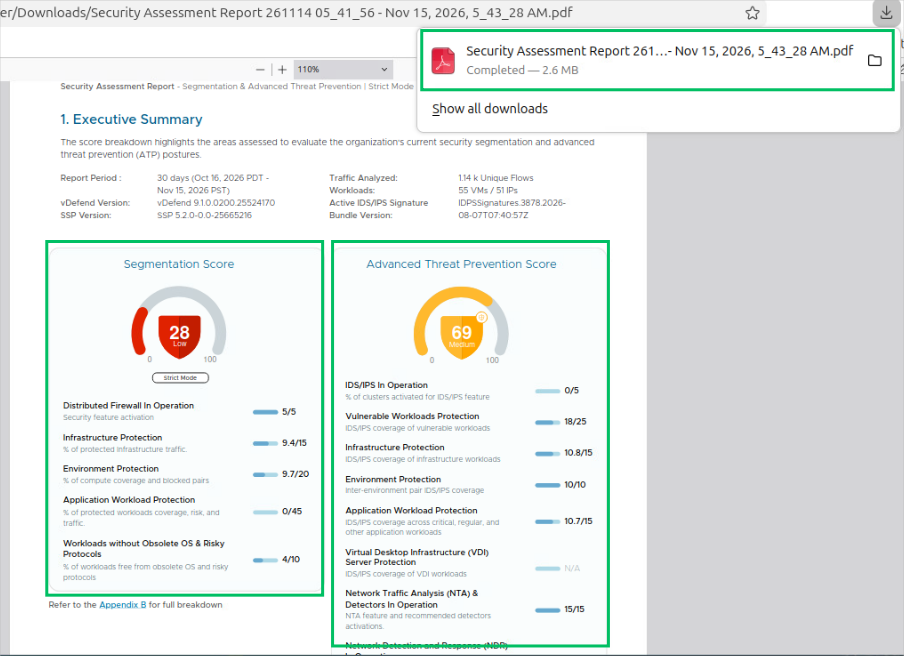 er/Downloads/Security Assessment Report 261114 05_41_56 - Nov 15, 2026, 5_43_28 AM.pdf
Security Assessment Report 261…- Nov 15, 2026, 5_43_28 AM.pdf
Completed — 2.6 MB
Show all downloads
110%
Security Assessment Report - Segmentation & Advanced Threat Prevention | Strict Mode
1. Executive Summary
The score breakdown highlights the areas assessed to evaluate the organization's current security segmentation and advanced
threat prevention (ATP) postures.
Report Period :
30 days (Oct 16, 2026 PDT -
Nov 15, 2026 PST)
vDefend Version:
vDefend 9.1.0.0200.25524170
SSP Version:
SSP 5.2.0-0.0-25665216
Traffic Analyzed:
1.14 k Unique Flows
Workloads:
55 VMs / 51 IPs
Active IDS/IPS Signature
Bundle Version:
IDPSSignatures.3878.2026-
08-07T07:40:57Z
Segmentation Score
28
Low
0
100
Strict Mode
Distributed Firewall In Operation
Security feature activation
5/5
Infrastructure Protection
% of protected infrastructure traffic.
9.4/15
Environment Protection
% of compute coverage and blocked pairs
9.7/20
Application Workload Protection
% of protected workloads coverage, risk, and
traffic.
0/45
Workloads without Obsolete OS & Risky
Protocols
% of workloads free from obsolete OS and risky
protocols
4/10
Refer to the Appendix B for full breakdown
Advanced Threat Prevention Score
69
Medium
0
100
IDS/IPS In Operation
% of clusters activated for IDS/IPS feature
0/5
Vulnerable Workloads Protection
IDS/IPS coverage of vulnerable workloads
18/25
Infrastructure Protection
IDS/IPS coverage of infrastructure workloads
10.8/15
Environment Protection
Inter-environment pair IDS/IPS coverage
10/10
Application Workload Protection
IDS/IPS coverage across critical, regular, and
other application workloads
10.7/15
Virtual Desktop Infrastructure (VDI)
Server Protection
IDS/IPS coverage of VDI workloads
N/A
Network Traffic Analysis (NTA) &
Detectors In Operation
NTA feature and recommended detectors
activations.
15/15
Network Detection and Response (NDR)
In Operation